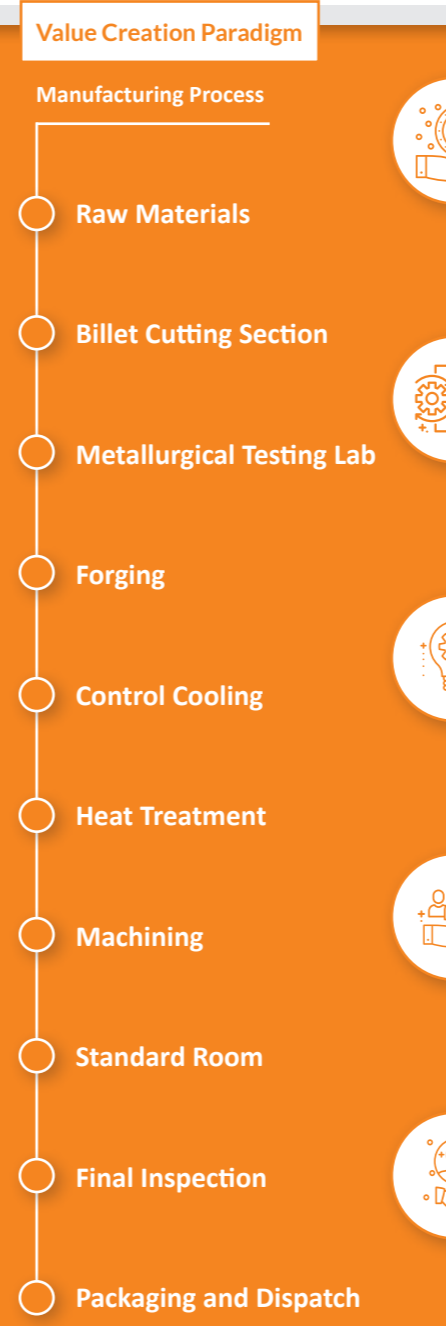 Value Creation Paradigm
Manufacturing Process
Raw Materials
Billet Cutting Section
Metallurgical Testing Lab
Forging
Control Cooling
Heat Treatment
Machining
Standard Room
Final Inspection
Packaging and Dispatch